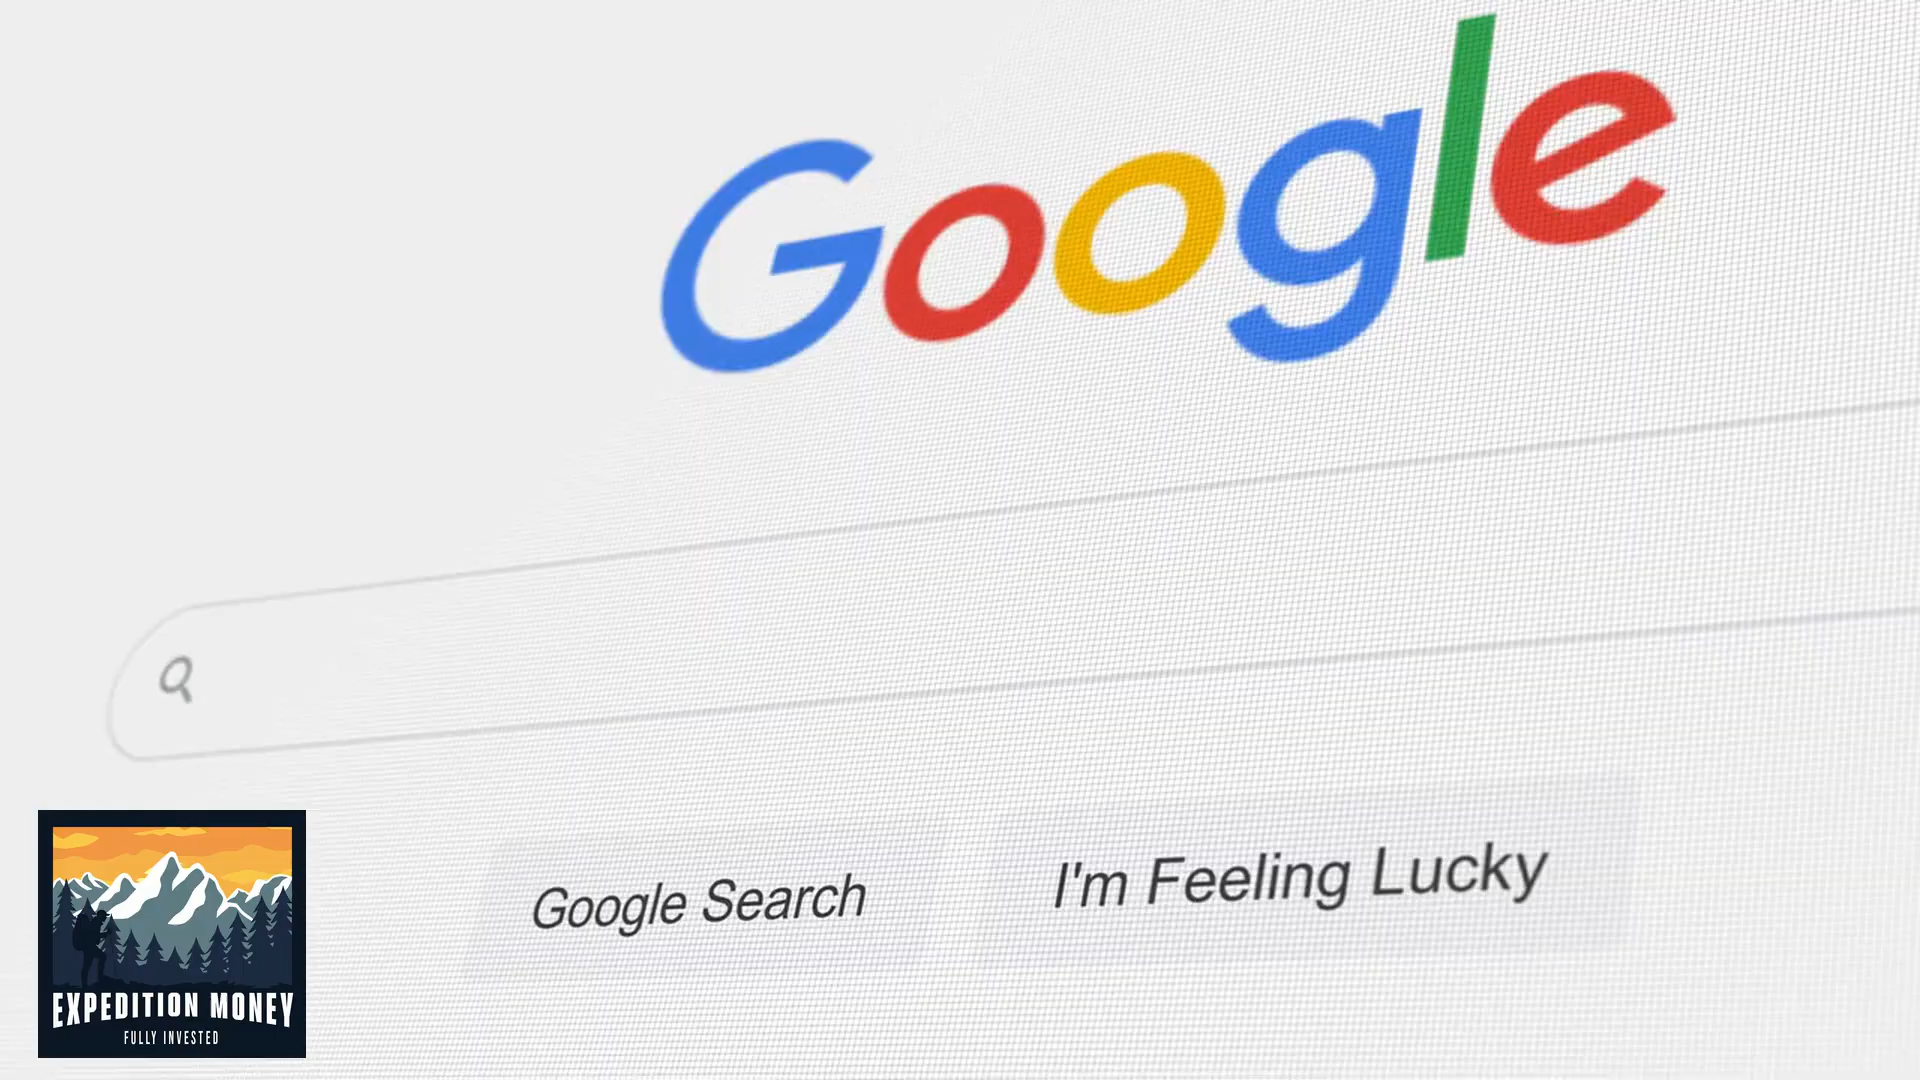 Google
Google Search
I'm Feeling Lucky
EXPEDITION MONEY
FULLY INVESTED